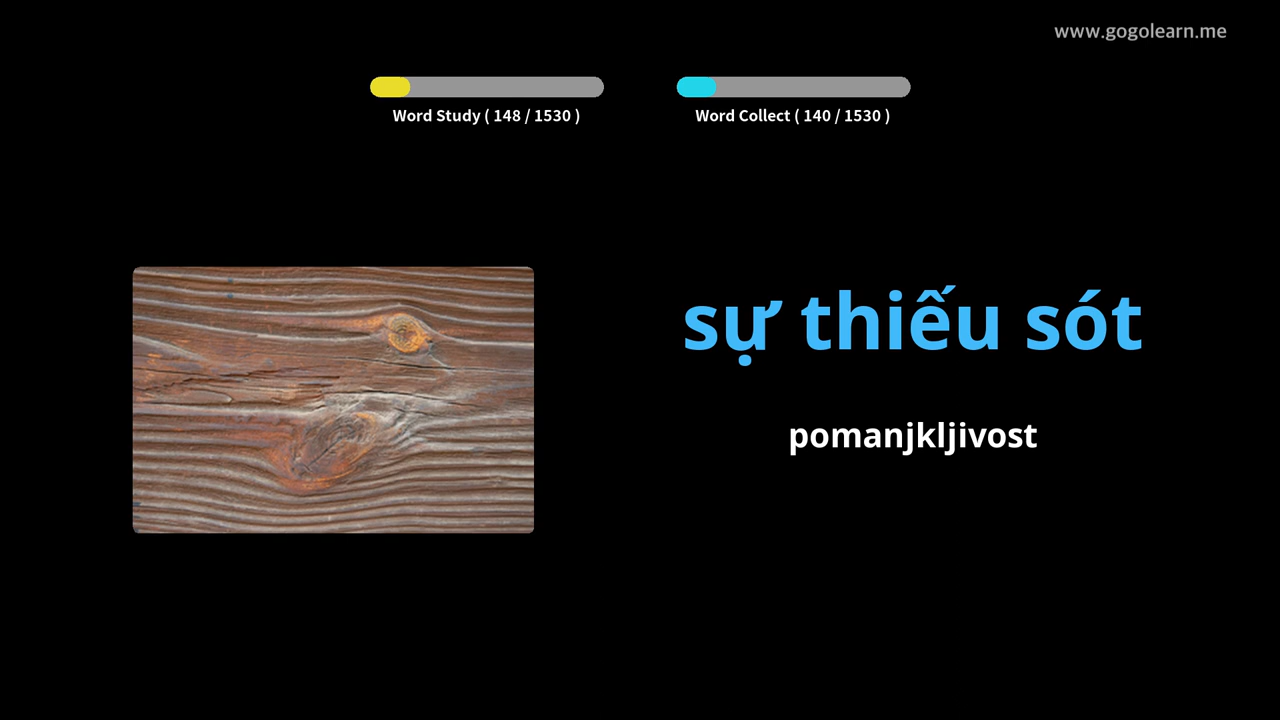 www.gogolearn.me
Word Study ( 148 / 1530 )
Word Collect ( 140 / 1530 )
sự thiếu sót
pomanjkljivost